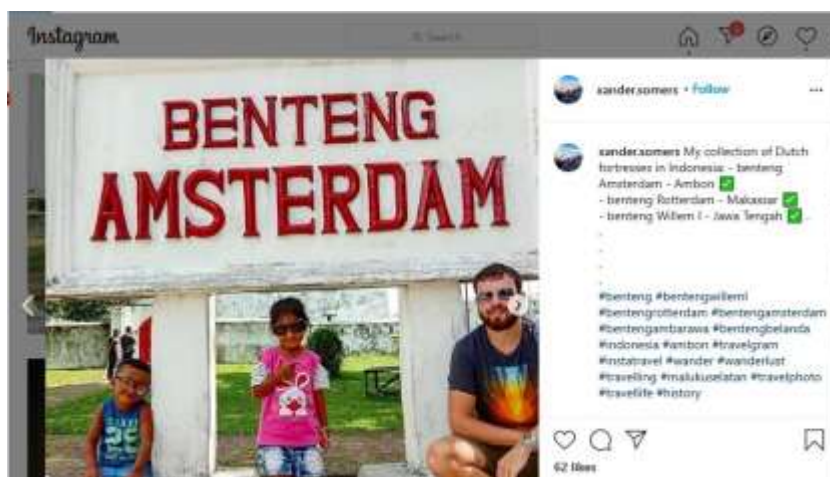 Instagram
Search
BENTENG
AMSTERDAM
xander.somers • Follow
xander.somers My collection of Dutch
fortresses in Indonesia: - benteng
Amsterdam - Ambon ✅
- benteng Rotterdam - Makassar ✅
- benteng Willem I - Jawa Tengah ✅ .
.
.
.
.
#benteng #bentengwillemI
#bentengrotterdam #bentengamsterdam
#bentengambarawa #bentengbelanda
#indonesia #ambon #travelgram
#instatravel #wander #wanderlust
#travelling #malukuselatan #travelphoto
#travellife #history
62 likes